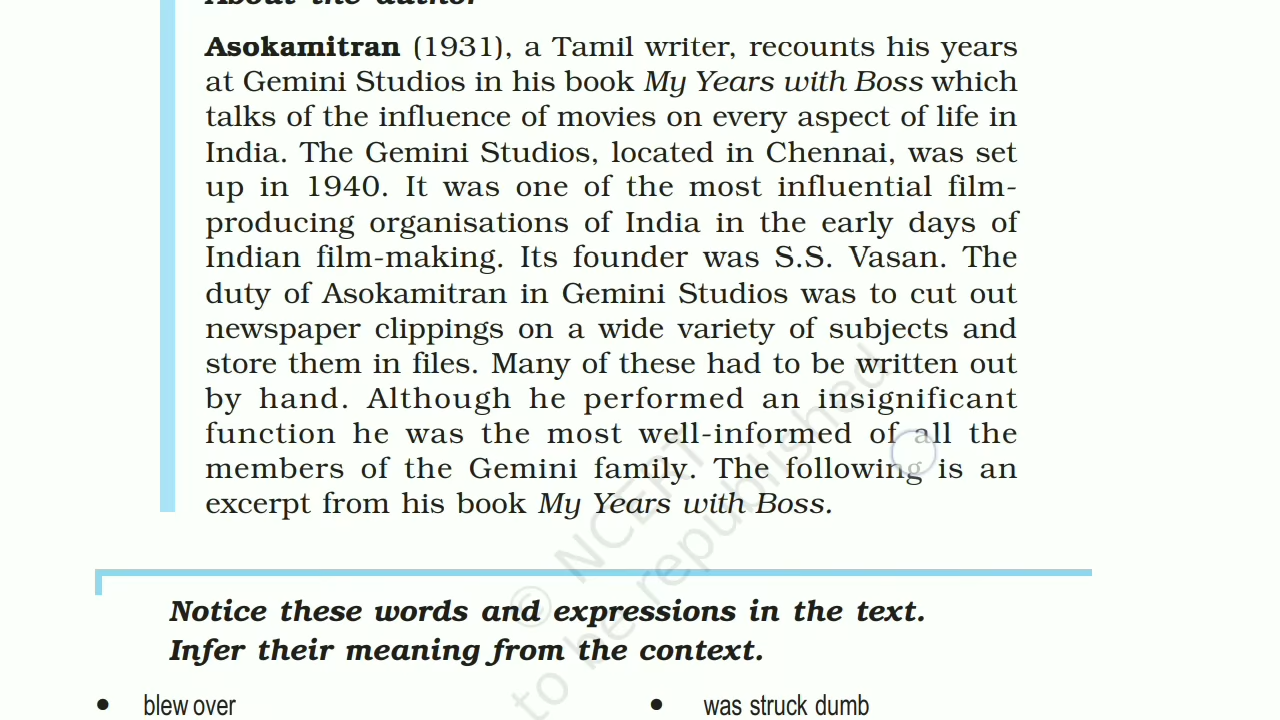 About the author
Asokamitran (1931), a Tamil writer, recounts his years
at Gemini Studios in his book My Years with Boss which
talks of the influence of movies on every aspect of life in
India. The Gemini Studios, located in Chennai, was set
up in 1940. It was one of the most influential film-
producing organisations of India in the early days of
Indian film-making. Its founder was S.S. Vasan. The
duty of Asokamitran in Gemini Studios was to cut out
newspaper clippings on a wide variety of subjects and
store them in files. Many of these had to be written out
by hand. Although he performed an insignificant
function he was the most well-informed of all the
members of the Gemini family. The following is an
excerpt from his book My Years with Boss.
© NCERT
to be republished
Notice these words and expressions in the text.
Infer their meaning from the context.
• blew over
• was struck dumb